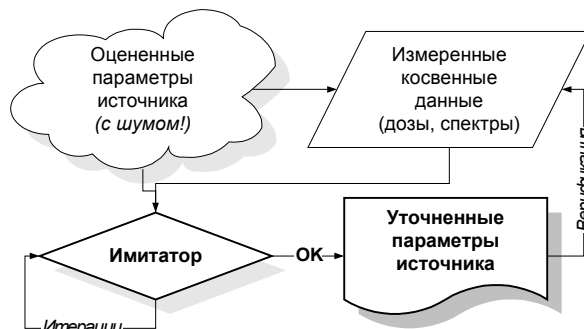 Оцененные
параметры
источника
(с шумом!)
Измеренные
косвенные
данные
(дозы, спектры)
Имитатор
OK
Уточненные
параметры
источника
Итерации
Верификация